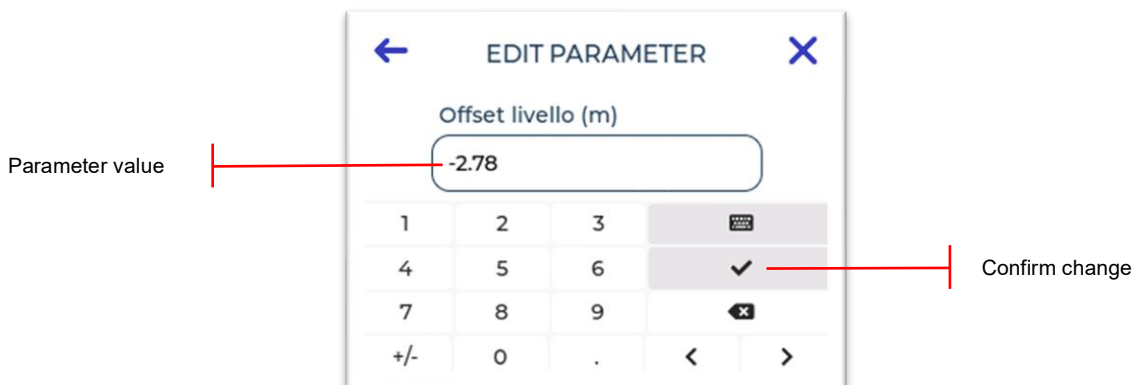 EDIT PARAMETER
Offset livello (m)
Parameter value
-2.78
1 2 3
4 5 6
Confirm change
7 8 9
+/- 0 . < >